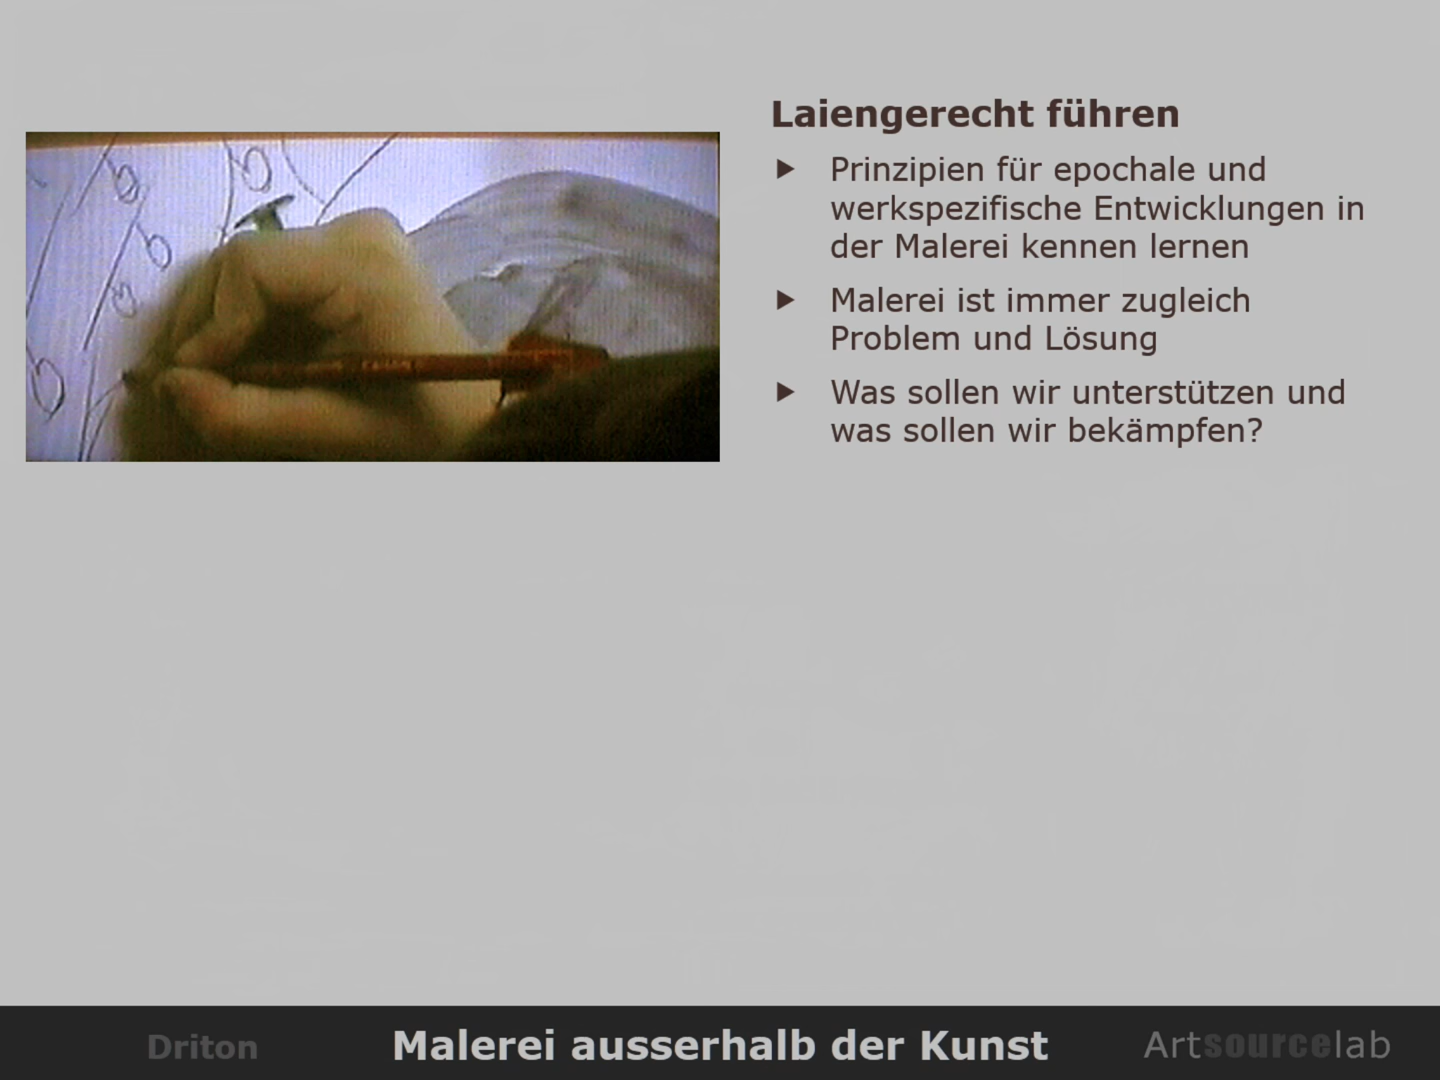 Laiengerecht führen
▶ Prinzipien für epochale und
werkspezifische Entwicklungen in
der Malerei kennen lernen
▶ Malerei ist immer zugleich
Problem und Lösung
▶ Was sollen wir unterstützen und
was sollen wir bekämpfen?
Driton
Malerei ausserhalb der Kunst
Artsourcelab